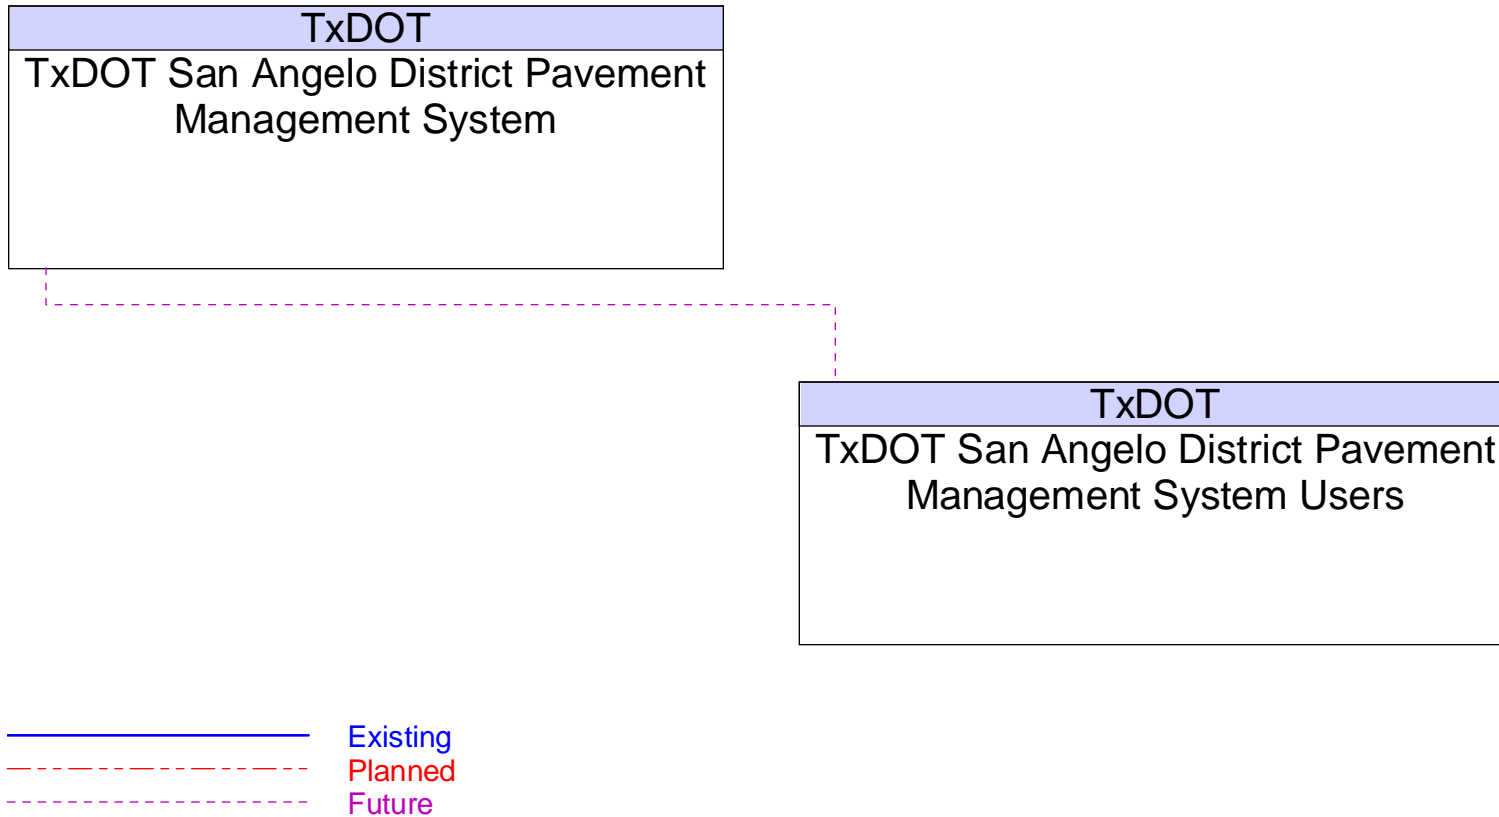 TxDOT
TxDOT San Angelo District Pavement
Management System
TxDOT
TxDOT San Angelo District Pavement
Management System Users
Existing
Planned
Future